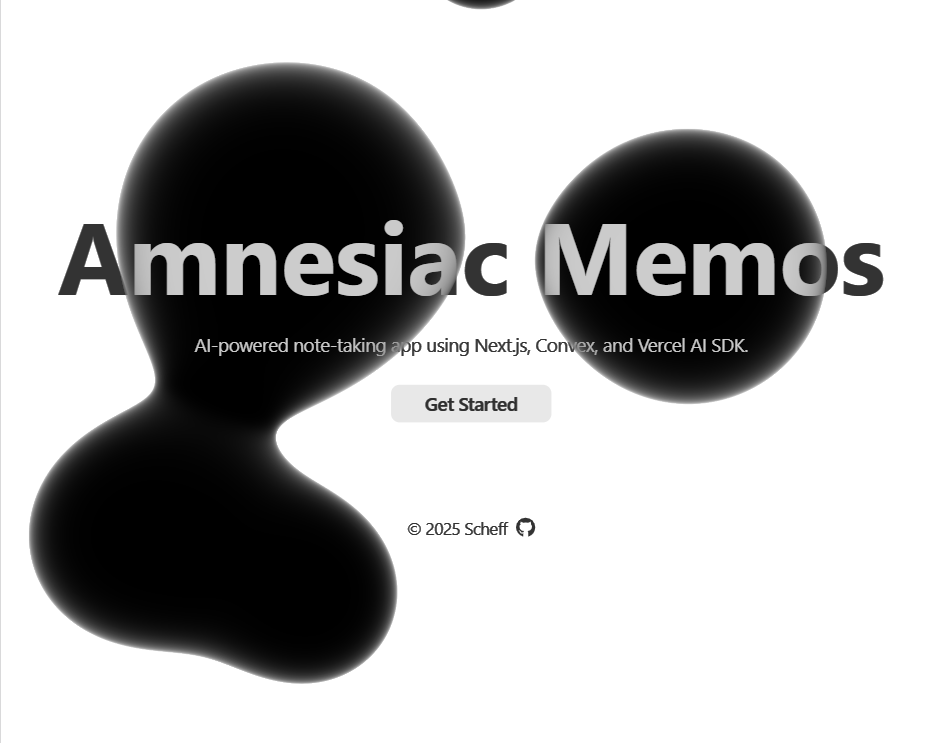 Amnesiac Memos
AI-powered note-taking app using Next.js, Convex, and Vercel AI SDK.
Get Started
© 2025 Scheff